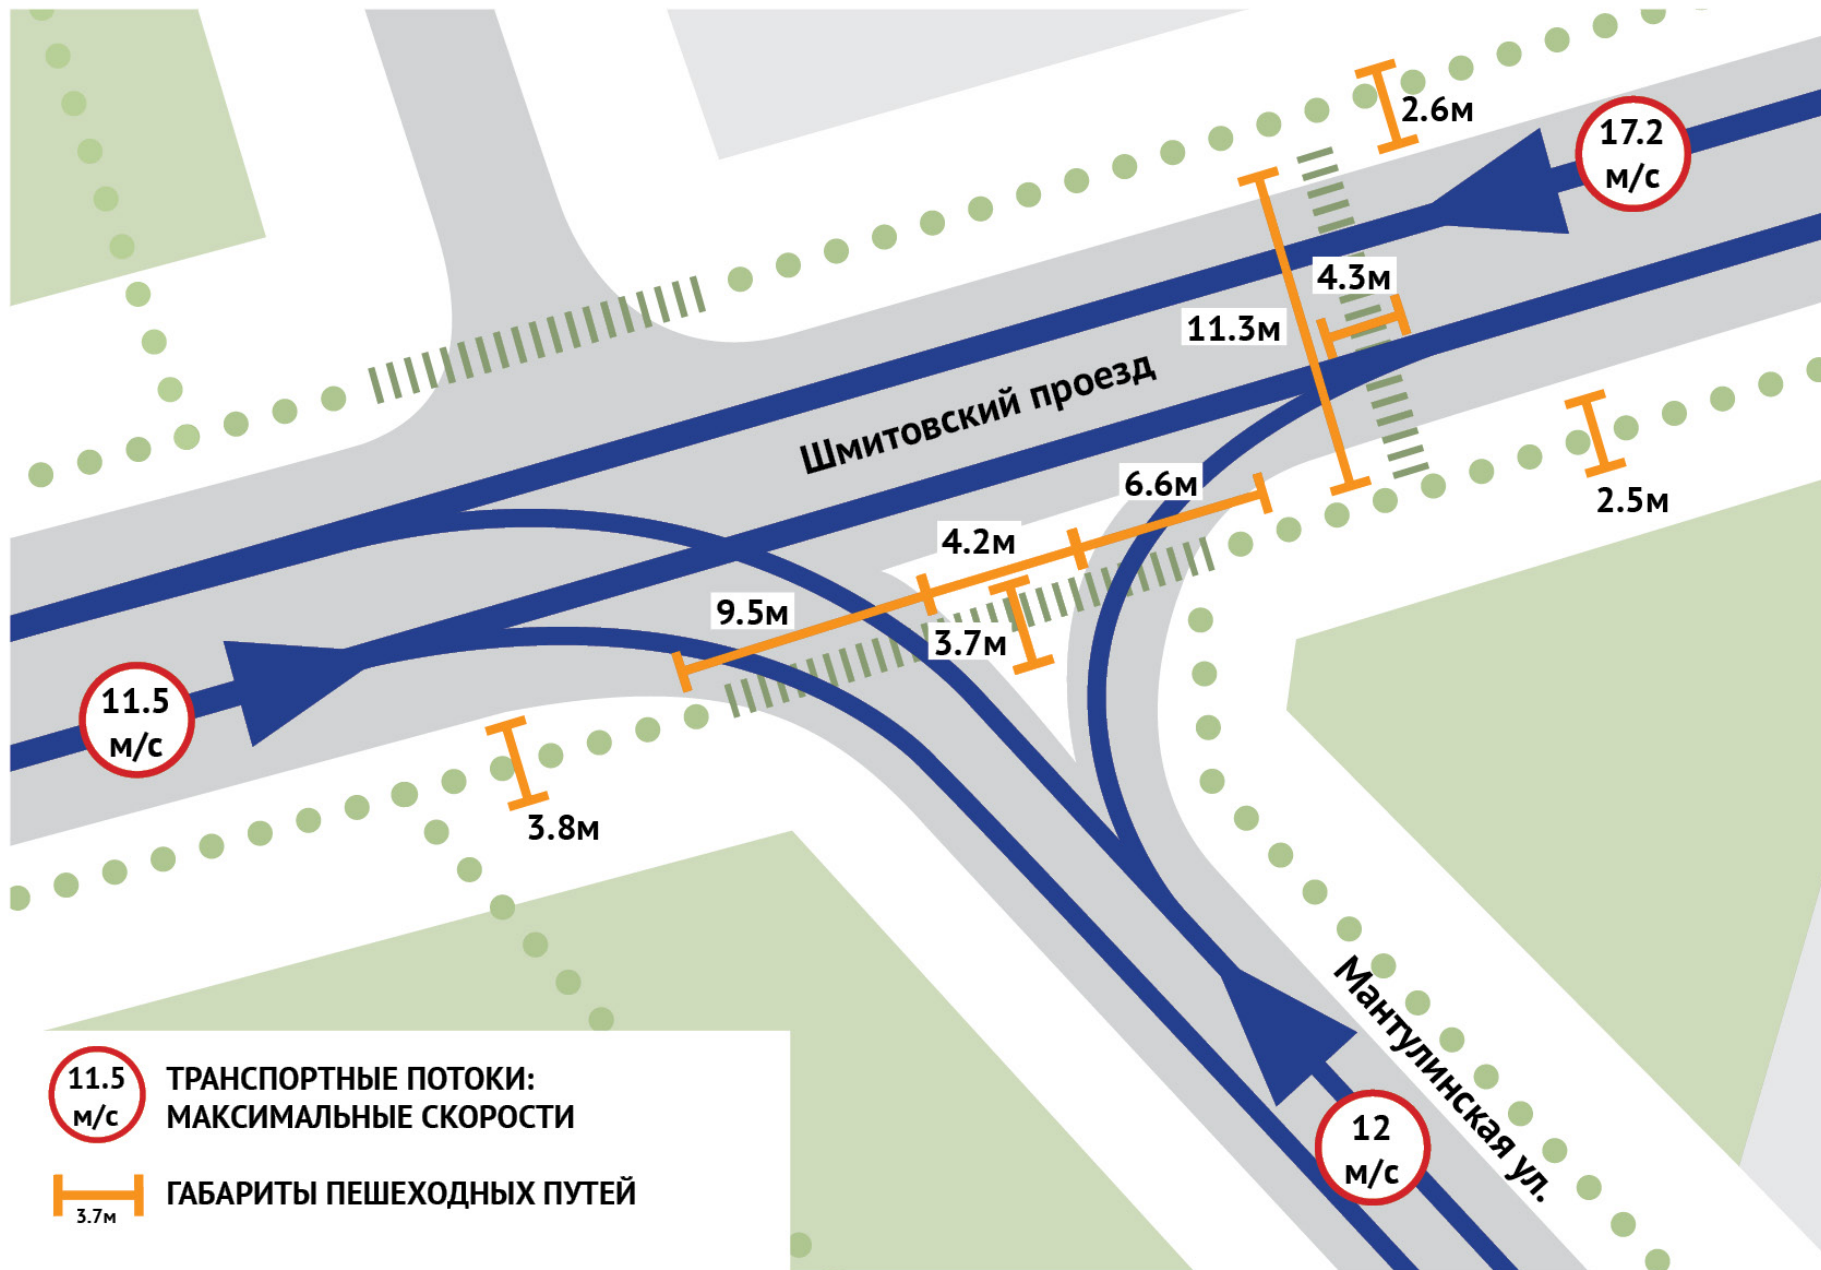 2.6м
17.2
м/с
4.3м
11.3м
Шмитовский проезд
6.6м
2.5м
4.2м
9.5м
3.7м
11.5
м/с
3.8м
Мантулинская ул.
12
м/с
11.5
м/с
ТРАНСПОРТНЫЕ ПОТОКИ:
МАКСИМАЛЬНЫЕ СКОРОСТИ
3.7м
ГАБАРИТЫ ПЕШЕХОДНЫХ ПУТЕЙ